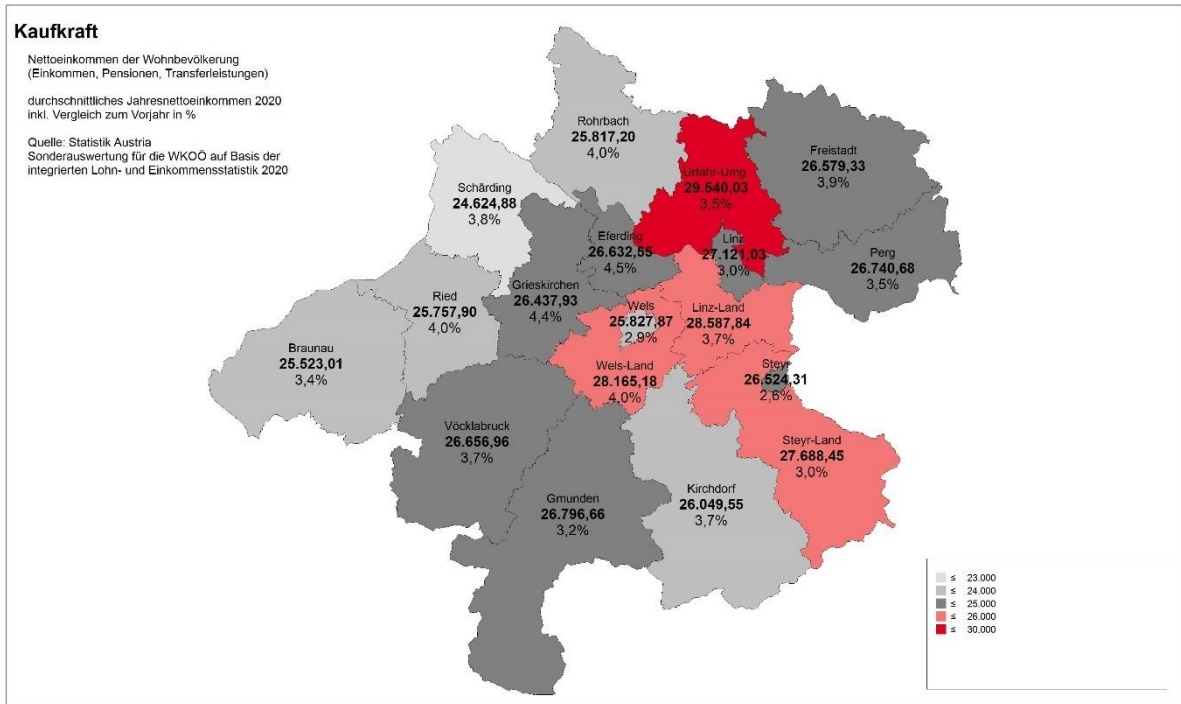 Kaufkraft
Nettoeinkommen der Wohnbevölkerung
(Einkommen, Pensionen, Transferleistungen)
durchschnittliches Jahresnettoeinkommen 2020
inkl. Vergleich zum Vorjahr in %
Quelle: Statistik Austria
Sonderauswertung für die WKOÖ auf Basis der
integrierten Lohn- und Einkommensstatistik 2020
Rohrbach
25.817,20
4,0%
Freistadt
26.579,33
3,9%
Urfahr-Umg
29.540,03
3,5%
Schärding
24.624,88
3,8%
Eferding
26.632,55
4,5%
Linz
27.121,03
3,0%
Perg
26.740,68
3,5%
Grieskirchen
26.437,93
4,4%
Ried
25.757,90
4,0%
Wels
25.827,87
2,9%
Linz-Land
28.587,84
3,7%
Braunau
25.523,01
3,4%
Wels-Land
28.165,18
4,0%
Steyr
26.524,31
2,6%
Vöcklabruck
26.656,96
3,7%
Steyr-Land
27.688,45
3,0%
Gmunden
26.796,66
3,2%
Kirchdorf
26.049,55
3,7%
≤ 23.000
≤ 24.000
≤ 25.000
≤ 26.000
≤ 30.000